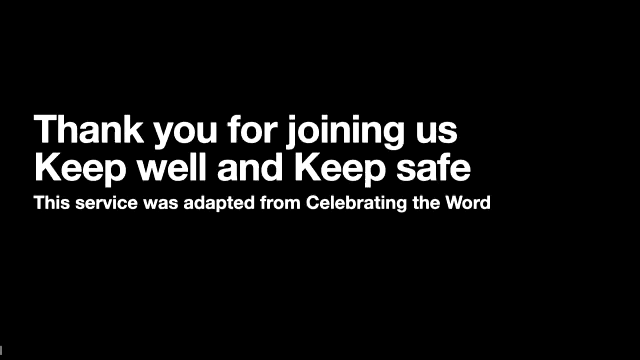 Thank you for joining us
Keep well and Keep safe
This service was adapted from Celebrating the Word